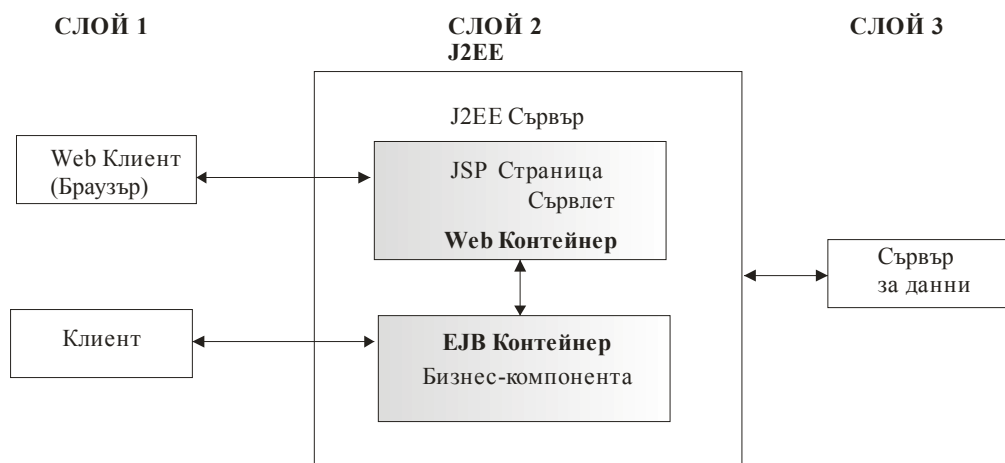 СЛОЙ 1
СЛОЙ 2
J2EE
СЛОЙ 3
J2EE Сървър
Web Клиент
(Браузър)
JSP Страница
Сървлет
Web Контейнер
Сървър
за данни
Клиент
EJB Контейнер
Бизнес-компонента